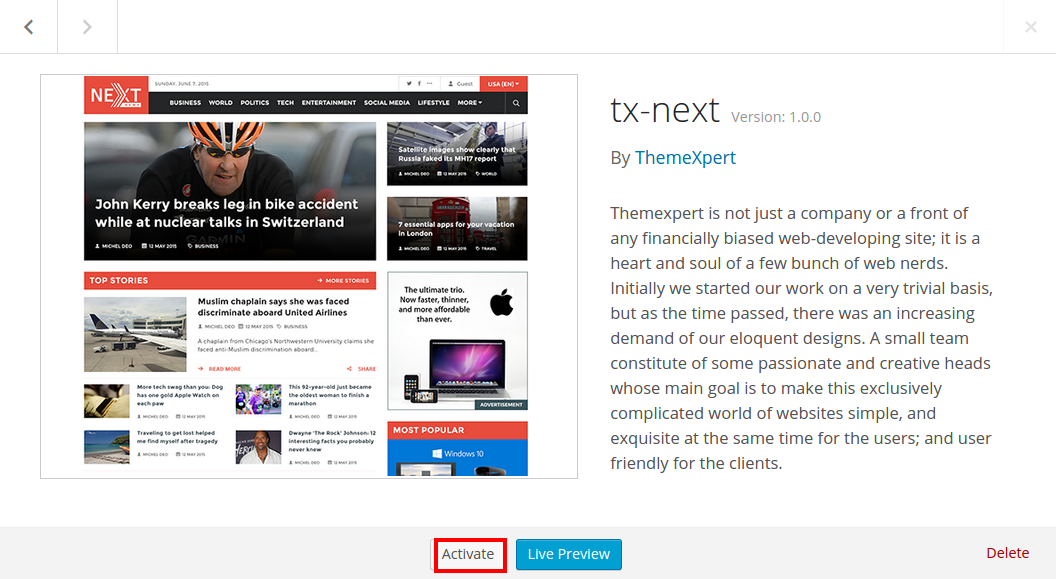 NEXT
SUNDAY, JUNE 7, 2015
Guest
USA (EN)
BUSINESS WORLD POLITICS TECH ENTERTAINMENT SOCIAL MEDIA LIFESTYLE MORE
John Kerry breaks leg in bike accident
while at nuclear talks in Switzerland
MICHEL DEO 12 MAY 2015 BUSINESS
GARMIN
Satellite images show clearly that
Russia faked its MH17 report
MICHEL DEO 12 MAY 2015 WORLD
7 essential apps for your vacation
in London
MICHEL DEO 12 MAY 2015 TRAVEL
TOP STORIES
MORE STORIES
Muslim chaplain says she was faced
discriminate aboard United Airlines
MICHEL DEO 12 MAY 2015 BUSINESS
A chaplain from Chicago's Northwestern University claims she
faced anti-Muslim discrimination aboard...
READ MORE
SHARE
More tech swag than you: Dog
has one gold Apple Watch on
each paw
MICHEL DEO 12 MAY 2015
This 92-year-old just became
the oldest woman to finish a
marathon
MICHEL DEO 12 MAY 2015
Traveling to get lost helped
me find myself after tragedy
MICHEL DEO 12 MAY 2015
Dwayne 'The Rock' Johnson: 12
interesting facts you probably
never knew
MICHEL DEO 12 MAY 2015
The ultimate trio.
Now faster, thinner,
and more affordable
than ever.
ADVERTISEMENT
MOST POPULAR
Windows 10
tx-next Version: 1.0.0
By ThemeXpert
Themexpert is not just a company or a front of
any financially biased web-developing site; it is a
heart and soul of a few bunch of web nerds.
Initially we started our work on a very trivial basis,
but as the time passed, there was an increasing
demand of our eloquent designs. A small team
constitute of some passionate and creative heads
whose main goal is to make this exclusively
complicated world of websites simple, and
exquisite at the same time for the users; and user
friendly for the clients.
Activate
Live Preview
Delete